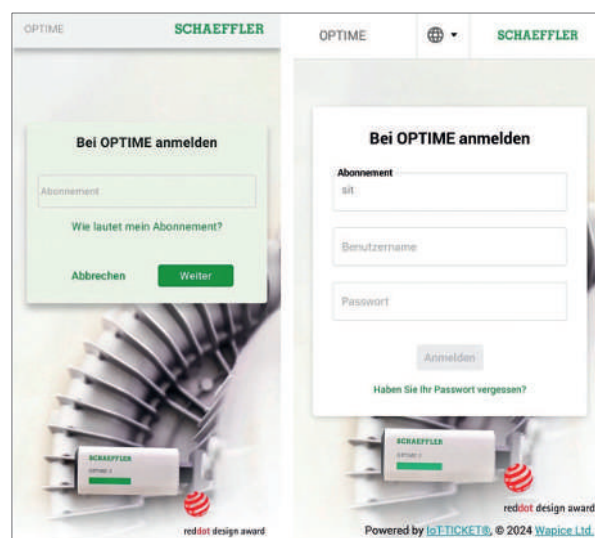 OPTIME
SCHAEFFLER
Bei OPTIME anmelden
Abonnement
Wie lautet mein Abonnement?
Abbrechen
Weiter
SCHAEFFLER
reddot design award
OPTIME
SCHAEFFLER
Bei OPTIME anmelden
Abonnement
sit
Benutzername
Passwort
Anmelden
Haben Sie Ihr Passwort vergessen?
SCHAEFFLER
reddot design award
Powered by IoT-TICKET®, © 2024 Wapice Ltd.